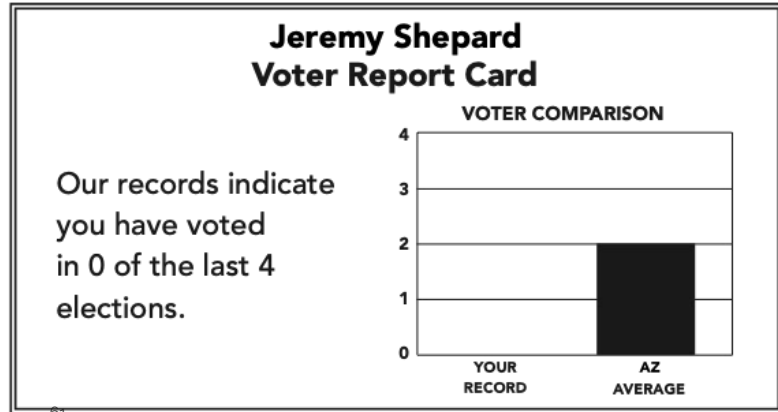 Jeremy Shepard
Voter Report Card
Our records indicate
you have voted
in 0 of the last 4
elections.
VOTER COMPARISON
4
3
2
1
0
YOUR
RECORD
AZ
AVERAGE